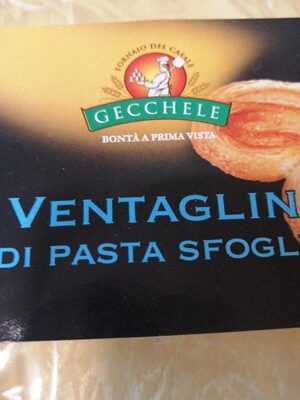 FORNAIO DEL CASALE
GECCHELE
BONTÀ A PRIMA VISTA
VENTAGLIN
DI PASTA SFOGL